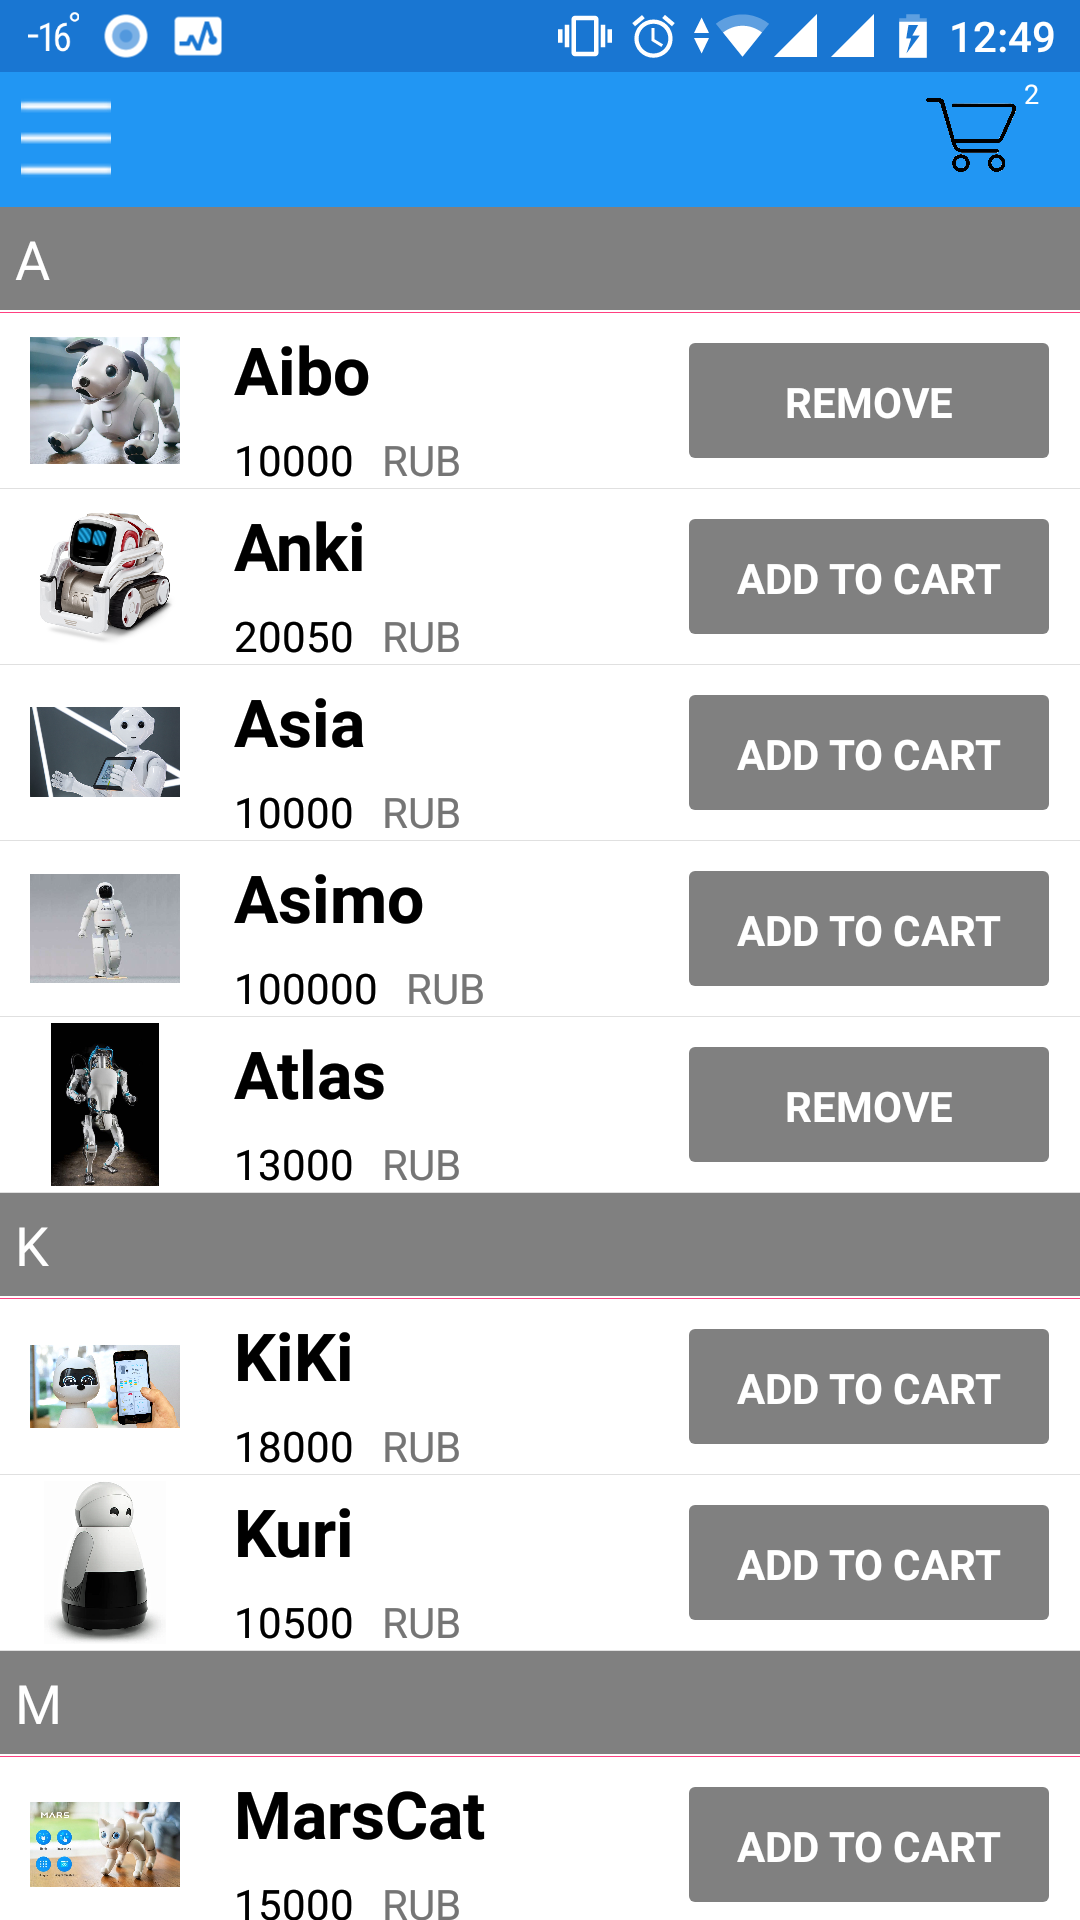 -16° 12:49
2
A
Aibo
10000 RUB
REMOVE
Anki
20050 RUB
ADD TO CART
Asia
10000 RUB
ADD TO CART
Asimo
100000 RUB
ADD TO CART
Atlas
13000 RUB
REMOVE
K
KiKi
18000 RUB
ADD TO CART
Kuri
10500 RUB
ADD TO CART
M
MARS
MarsCat
15000 RUB
ADD TO CART